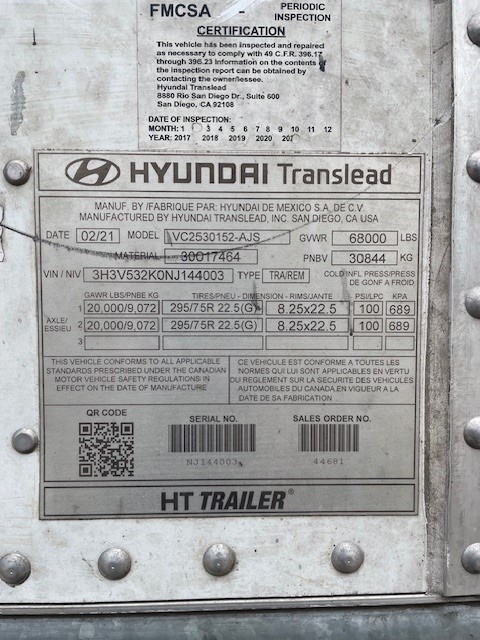 FMCSA - PERIODIC INSPECTION
CERTIFICATION
This vehicle has been inspected and repaired
as necessary to comply with 49 C.F.R. 396.17
through 396.23 Information on the contents of
the inspection report can be obtained by
contacting the owner/lessee.
Hyundai Translead
8880 Rio San Diego Dr., Suite 600
San Diego, CA 92108
DATE OF INSPECTION:
MONTH: 1 3 4 5 6 7 8 9 10 11 12
YEAR: 2017 2018 2019 2020
HYUNDAI Translead
MANUF. BY/FABRIQUE PAR: HYUNDAI DE MEXICO S.A. DE C.V.
MANUFACTURED BY HYUNDAI TRANSLEAD, INC. SAN DIEGO, CA USA
DATE 02/21 MODEL VC2530152-AJS GVWR 68000 LBS
MATERIAL 30017464 PNBV 30844 KG
VIN / NIV 3H3V532K0NJ144003 TYPE TRA/REM COLD INFL PRESS/PRESS DE GONF A FROID
GAWR LBS/PNBE KG TIRES/PNEU - DIMENSION - RIMS/JANTE PSI/LPC KPA
AXLE/ESSIEU
1 20,000/9,072 295/75R 22.5(G) 8.25x22.5 100 689
2 20,000/9,072 295/75R 22.5(G) 8.25x22.5 100 689
3
THIS VEHICLE CONFORMS TO ALL APPLICABLE
STANDARDS PRESCRIBED UNDER THE CANADIAN
MOTOR VEHICLE SAFETY REGULATIONS IN
EFFECT ON THE DATE OF MANUFACTURE
CE VEHICULE EST CONFORME A TOUTES LES
NORMES QUI LUI SONT APPLICABLES EN VERTU
DU REGLEMENT SUR LA SECURITE DES VEHICULES
AUTOMOBILES DU CANADA,EN VIGUEUR A LA
DATE DE SA FABRICATION
QR CODE
SERIAL NO.
NJ144003
SALES ORDER NO.
44681
HT TRAILER®